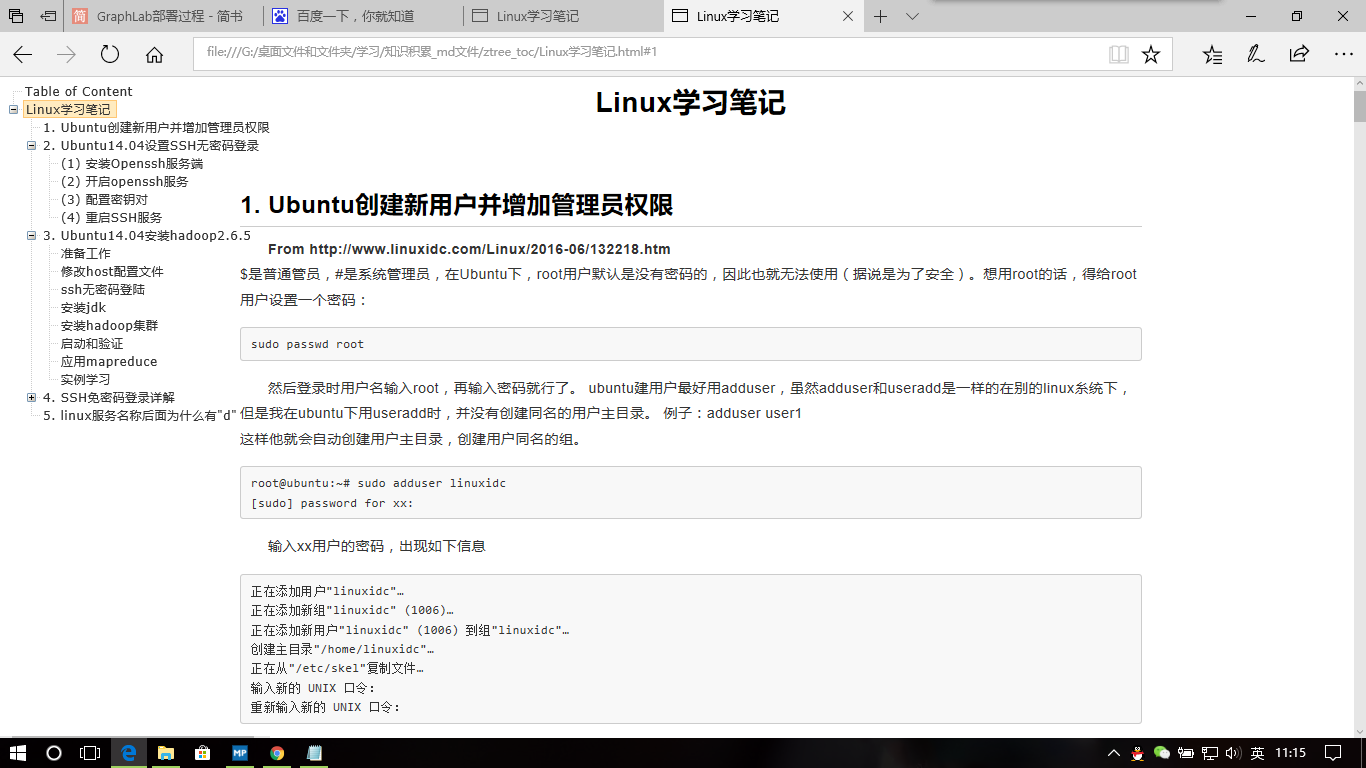 GraphLab部署过程 - 简书
百度一下，你就知道
Linux学习笔记
Linux学习笔记
file:///G:/桌面文件和文件夹/学习/知识积累_md文件/ztree_toc/Linux学习笔记.html#1
Table of Content
Linux学习笔记
1. Ubuntu创建新用户并增加管理员权限
2. Ubuntu14.04设置SSH无密码登录
(1) 安装Openssh服务端
(2) 开启openssh服务
(3) 配置密钥对
(4) 重启SSH服务
3. Ubuntu14.04安装hadoop2.6.5
准备工作
修改host配置文件
ssh无密码登陆
安装jdk
安装hadoop集群
启动和验证
应用mapreduce
实例学习
4. SSH免密码登录详解
5. linux服务名称后面为什么有"d"
Linux学习笔记
1. Ubuntu创建新用户并增加管理员权限
From http://www.linuxidc.com/Linux/2016-06/132218.htm
$是普通管员，#是系统管理员，在Ubuntu下，root用户默认是没有密码的，因此也就无法使用（据说是为了安全）。想用root的话，得给root
用户设置一个密码：
sudo passwd root
然后登录时用户名输入root，再输入密码就行了。 ubuntu建用户最好用adduser，虽然adduser和useradd是一样的在别的linux系统下，
但是我在ubuntu下用useradd时，并没有创建同名的用户主目录。 例子：adduser user1
这样他就会自动创建用户主目录，创建用户同名的组。
root@ubuntu:~# sudo adduser linuxidc
[sudo] password for xx:
输入xx用户的密码，出现如下信息
正在添加用户"linuxidc"…
正在添加新组"linuxidc" (1006)…
正在添加新用户"linuxidc" (1006) 到组"linuxidc"…
创建主目录"/home/linuxidc"…
正在从"/etc/skel"复制文件…
输入新的 UNIX 口令：
重新输入新的 UNIX 口令：
MP
英
11:15